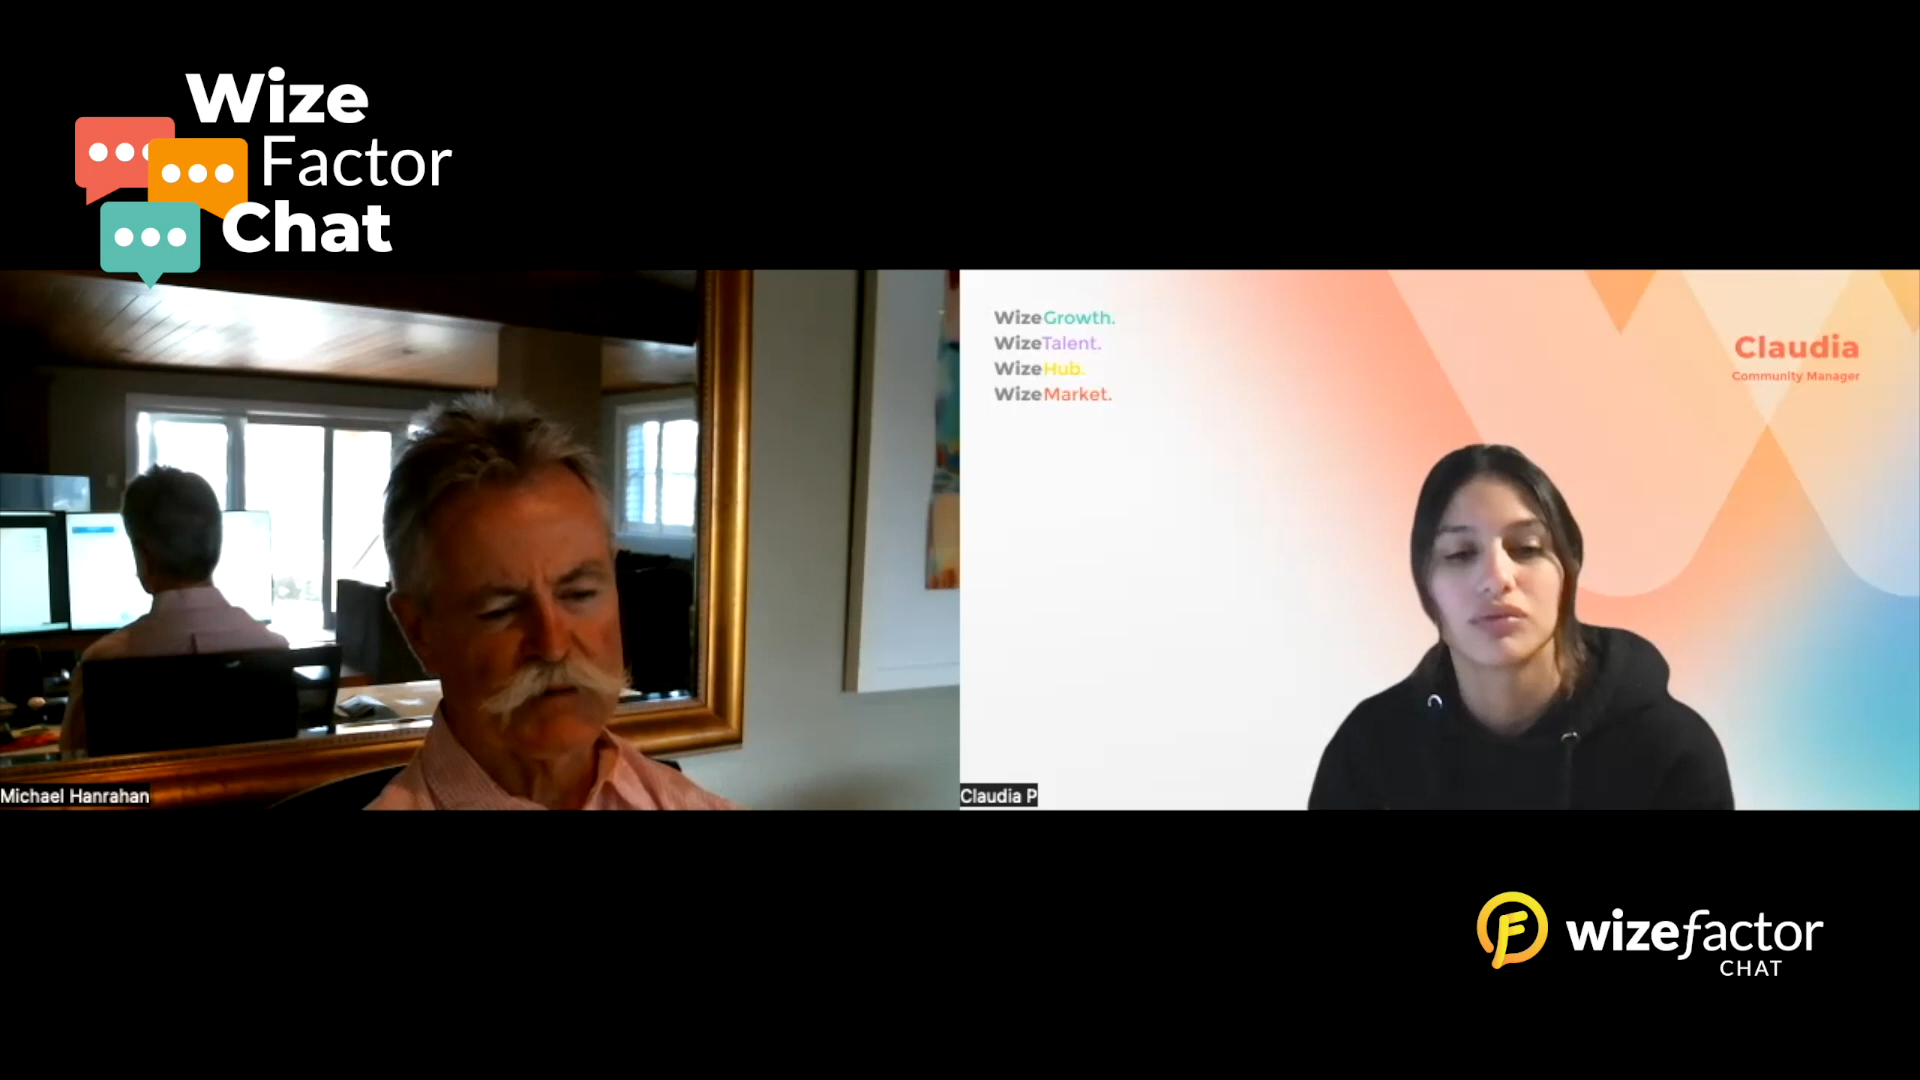 Wize
Factor
Chat
WizeGrowth.
WizeTalent.
WizeHub.
WizeMarket.
Claudia
Community Manager
Michael Hanrahan
Claudia P
wizefactor
CHAT